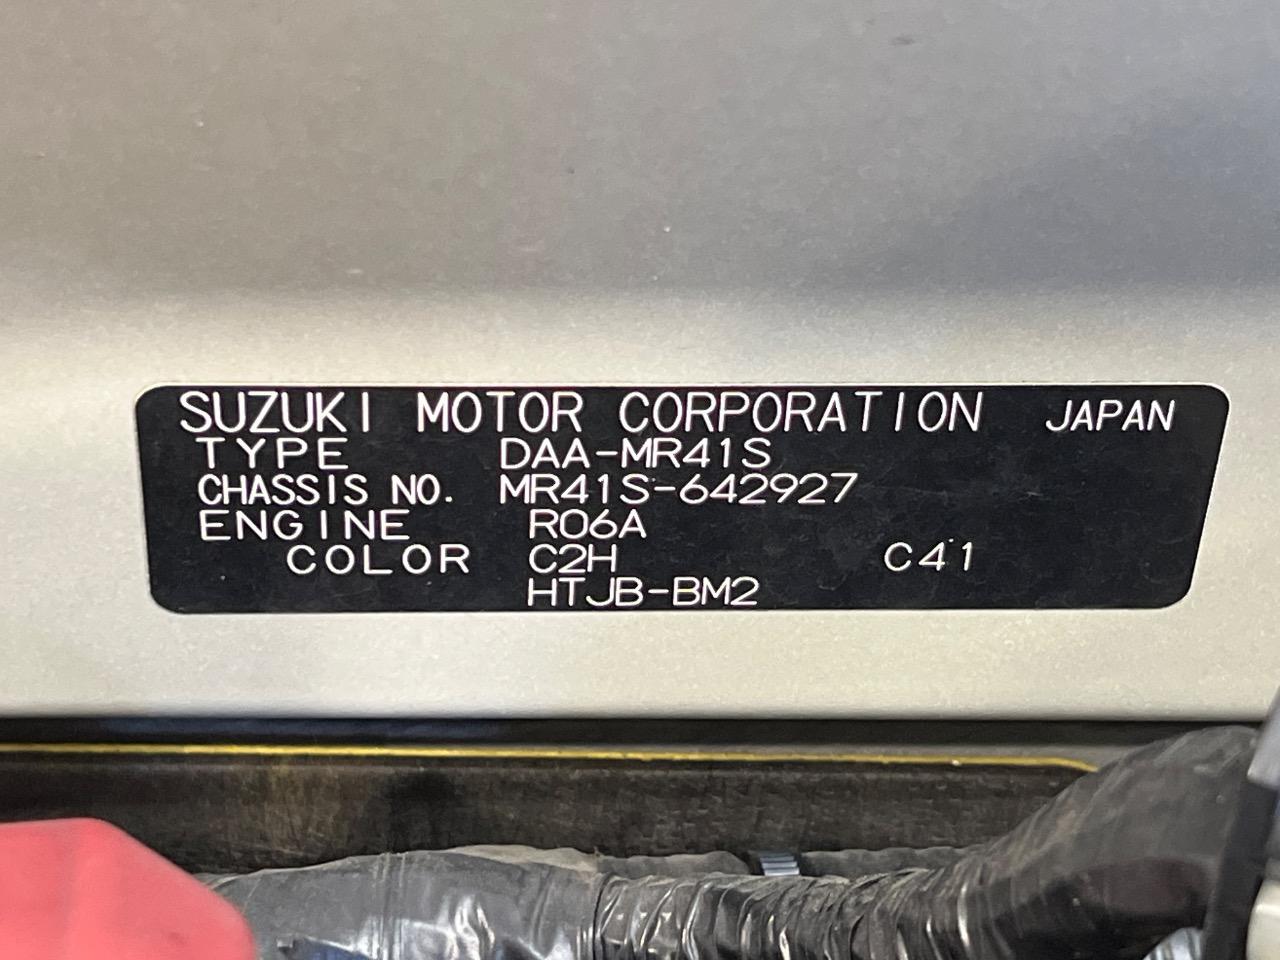 SUZUKI MOTOR CORPORATION JAPAN
TYPE DAA-MR41S
CHASSIS NO. MR41S-642927
ENGINE R06A
COLOR C2H C41
HTJB-BM2